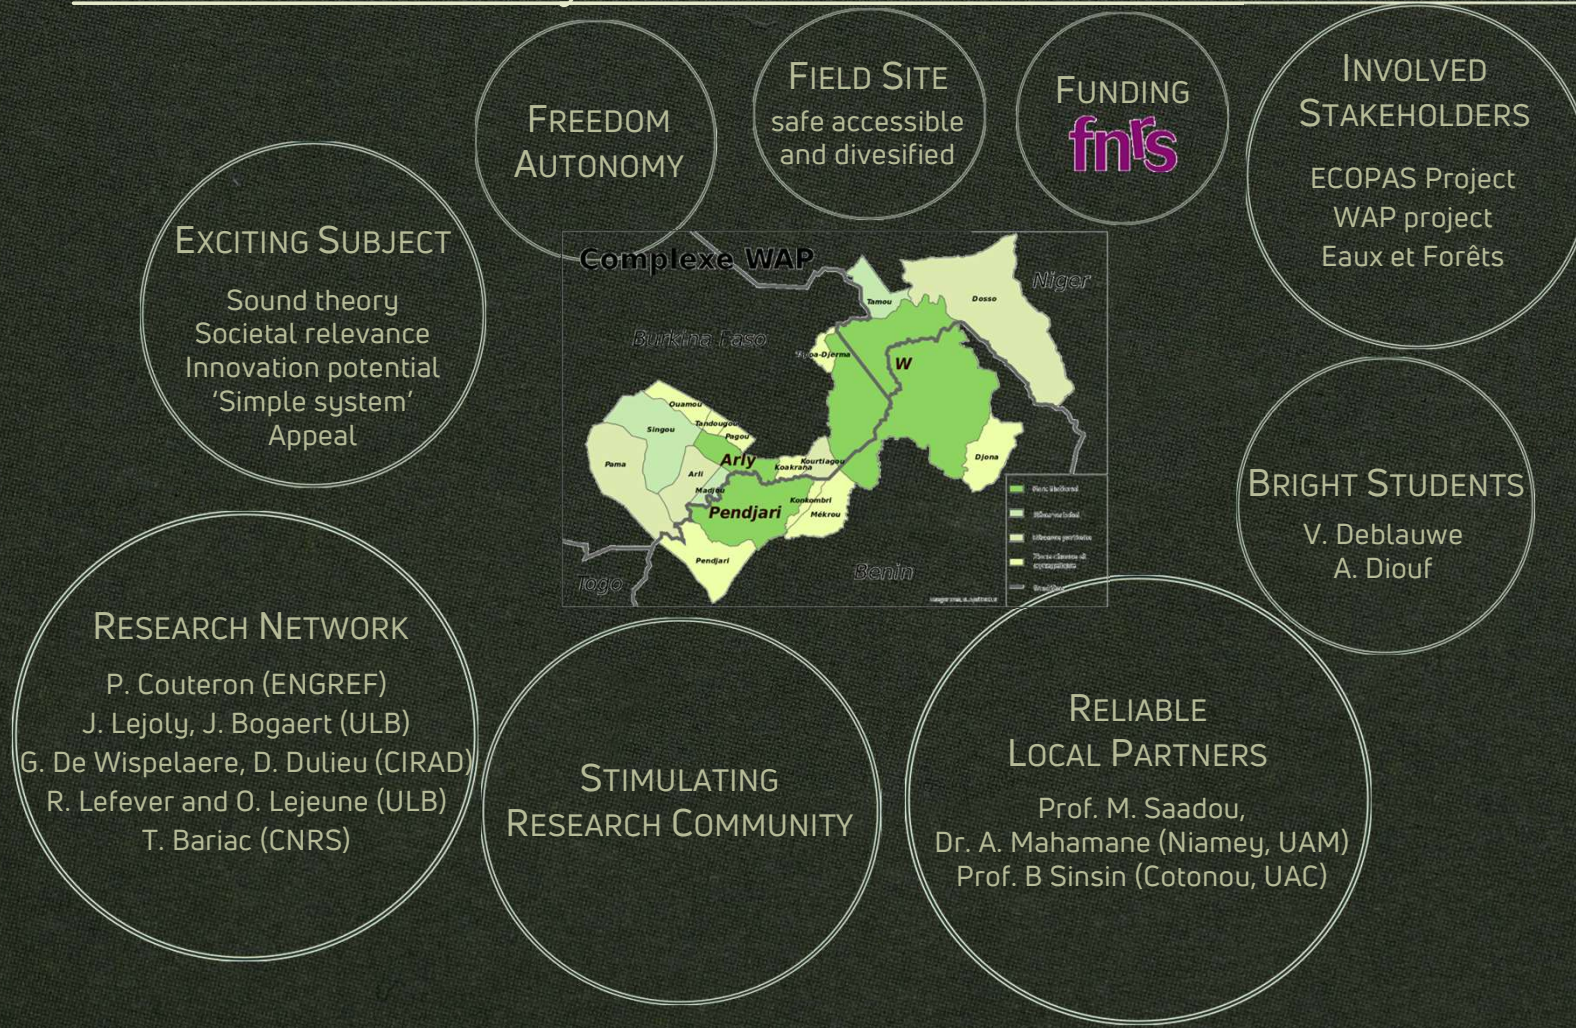 FREEDOM
AUTONOMY
FIELD SITE
safe accessible
and divesified
FUNDING
fnrs
INVOLVED
STAKEHOLDERS
ECOPAS Project
WAP project
Eaux et Forêts
EXCITING SUBJECT
Sound theory
Societal relevance
Innovation potential
‘Simple system’
Appeal
Complexe WAP
Niger
Burkina Faso
Tamou
Dosso
W
Ouamou
Tandougou
Pagou
Singou
Pama
Arly
Arli
Koakrana
Kourtiagou
Madjou
Konkombri
Mékrou
Djona
Pendjari
Pendjari
Togo
Benin
BRIGHT STUDENTS
V. Deblauwe
A. Diouf
RESEARCH NETWORK
P. Couteron (ENGREF)
J. Lejoly, J. Bogaert (ULB)
G. De Wispelaere, D. Dulieu (CIRAD)
R. Lefever and O. Lejeune (ULB)
T. Bariac (CNRS)
STIMULATING
RESEARCH COMMUNITY
RELIABLE
LOCAL PARTNERS
Prof. M. Saadou,
Dr. A. Mahamane (Niamey, UAM)
Prof. B Sinsin (Cotonou, UAC)